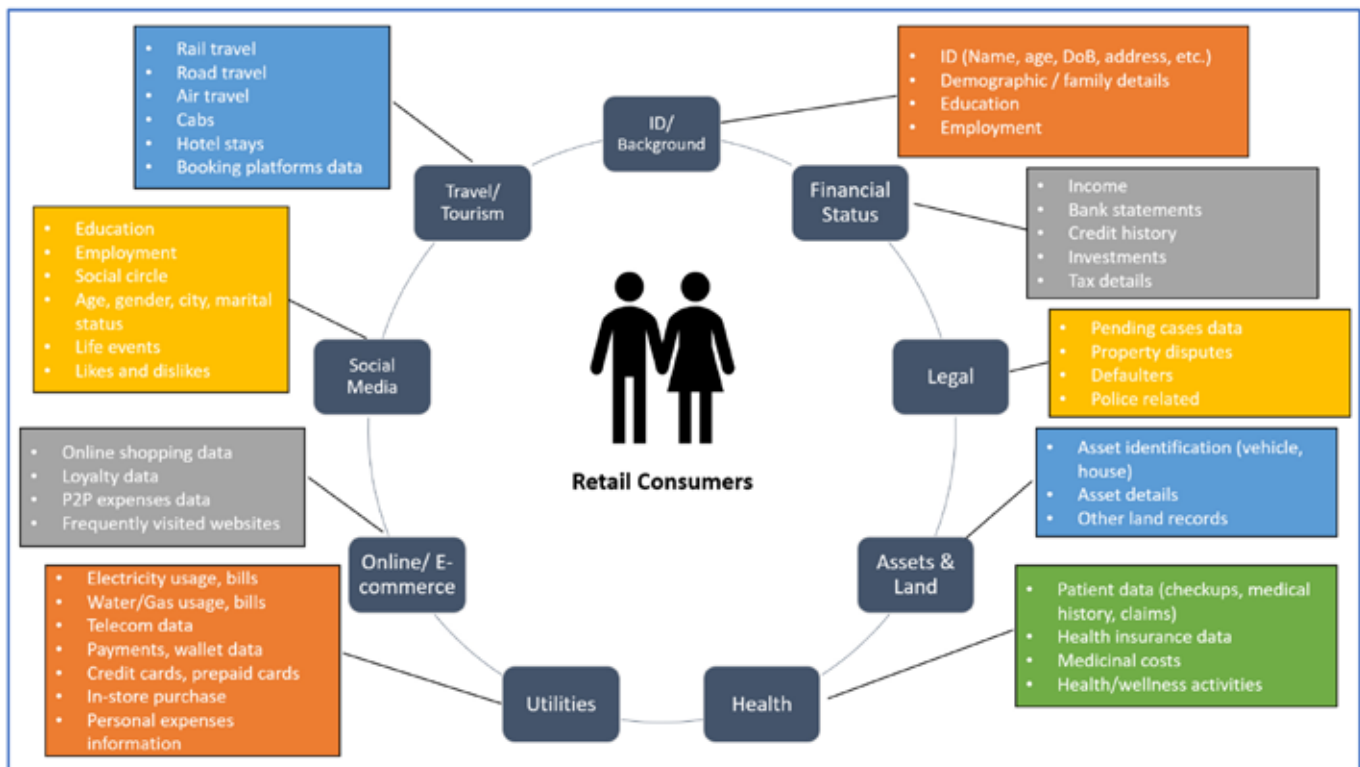 • Rail travel
• Road travel
• Air travel
• Cabs
• Hotel stays
• Booking platforms data
• ID (Name, age, DoB, address, etc.)
• Demographic / family details
• Education
• Employment
ID/
Background
Travel/
Tourism
Financial
Status
• Income
• Bank statements
• Credit history
• Investments
• Tax details
• Education
• Employment
• Social circle
• Age, gender, city, marital
status
• Life events
• Likes and dislikes
Social
Media
Legal
• Pending cases data
• Property disputes
• Defaulters
• Police related
Retail Consumers
• Online shopping data
• Loyalty data
• P2P expenses data
• Frequently visited websites
Online/ E-
commerce
Assets &
Land
• Asset identification (vehicle,
house)
• Asset details
• Other land records
• Electricity usage, bills
• Water/Gas usage, bills
• Telecom data
• Payments, wallet data
• Credit cards, prepaid cards
• In-store purchase
• Personal expenses
information
Utilities
Health
• Patient data (checkups, medical
history, claims)
• Health insurance data
• Medicinal costs
• Health/wellness activities